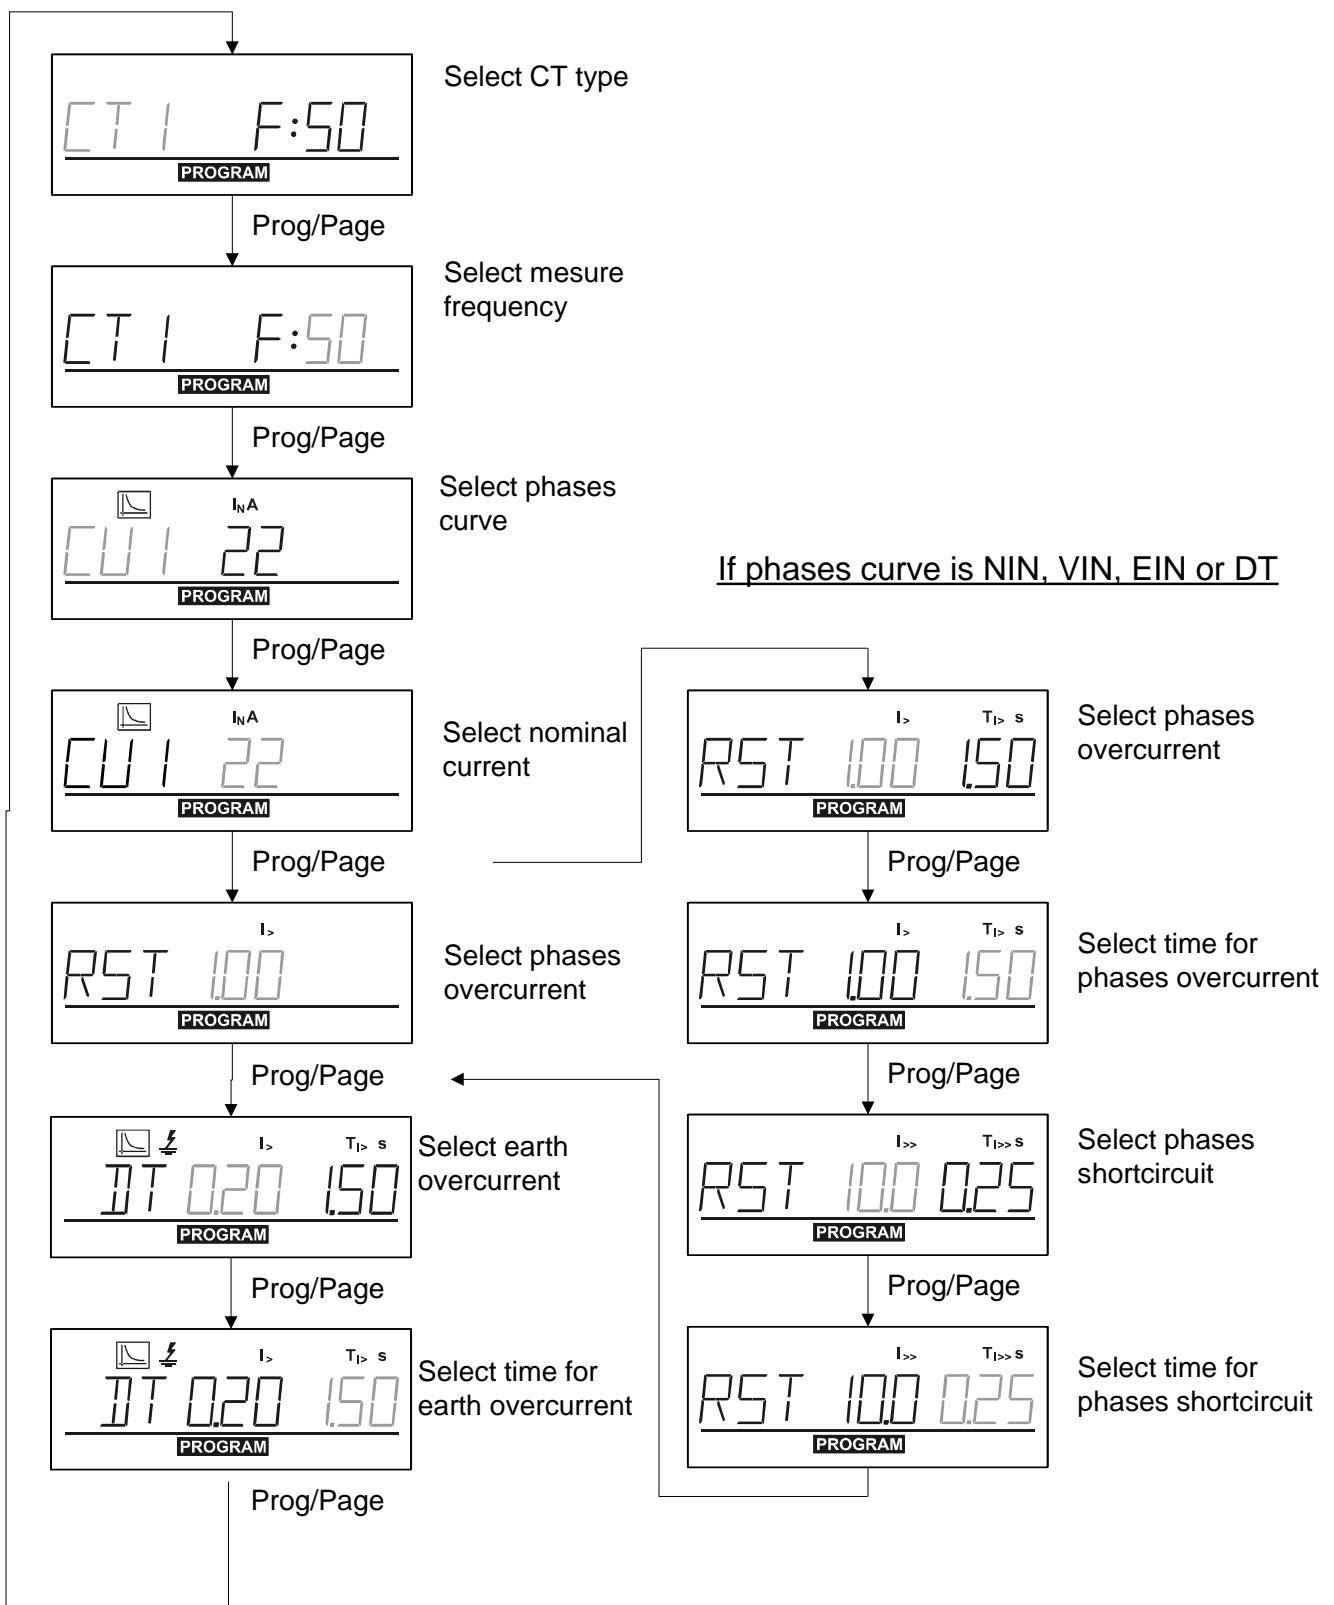 Select CT type
CT1 F:50
PROGRAM
Prog/Page
Select mesure
frequency
CT1 F:50
PROGRAM
Prog/Page
Select phases
curve
INA
CU1 22
PROGRAM
Prog/Page
Select nominal
current
INA
CU1 22
PROGRAM
Prog/Page
Select phases
overcurrent
I>
RST 1.00
PROGRAM
Prog/Page
Select earth
overcurrent
I> TI> s
DT 0.20 1.50
PROGRAM
Prog/Page
Select time for
earth overcurrent
I> TI> s
DT 0.20 1.50
PROGRAM
Prog/Page
If phases curve is NIN, VIN, EIN or DT
Select phases
overcurrent
I> TI> s
RST 1.00 1.50
PROGRAM
Prog/Page
Select time for
phases overcurrent
I> TI> s
RST 1.00 1.50
PROGRAM
Prog/Page
Select phases
shortcircuit
I>> TI>> s
RST 10.0 0.25
PROGRAM
Prog/Page
Select time for
phases shortcircuit
I>> TI>> s
RST 10.0 0.25
PROGRAM